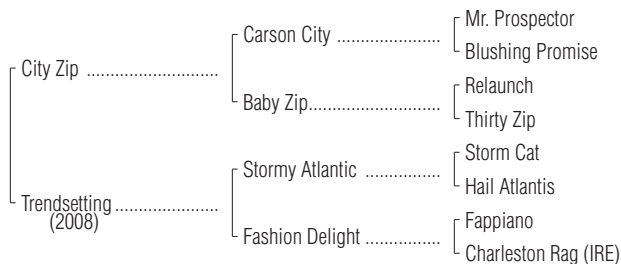 Mr. Prospector
Carson City
Blushing Promise
City Zip
Relaunch
Baby Zip
Thirty Zip
Storm Cat
Stormy Atlantic
Hail Atlantis
Trendsetting
(2008)
Fappiano
Fashion Delight
Charleston Rag (IRE)